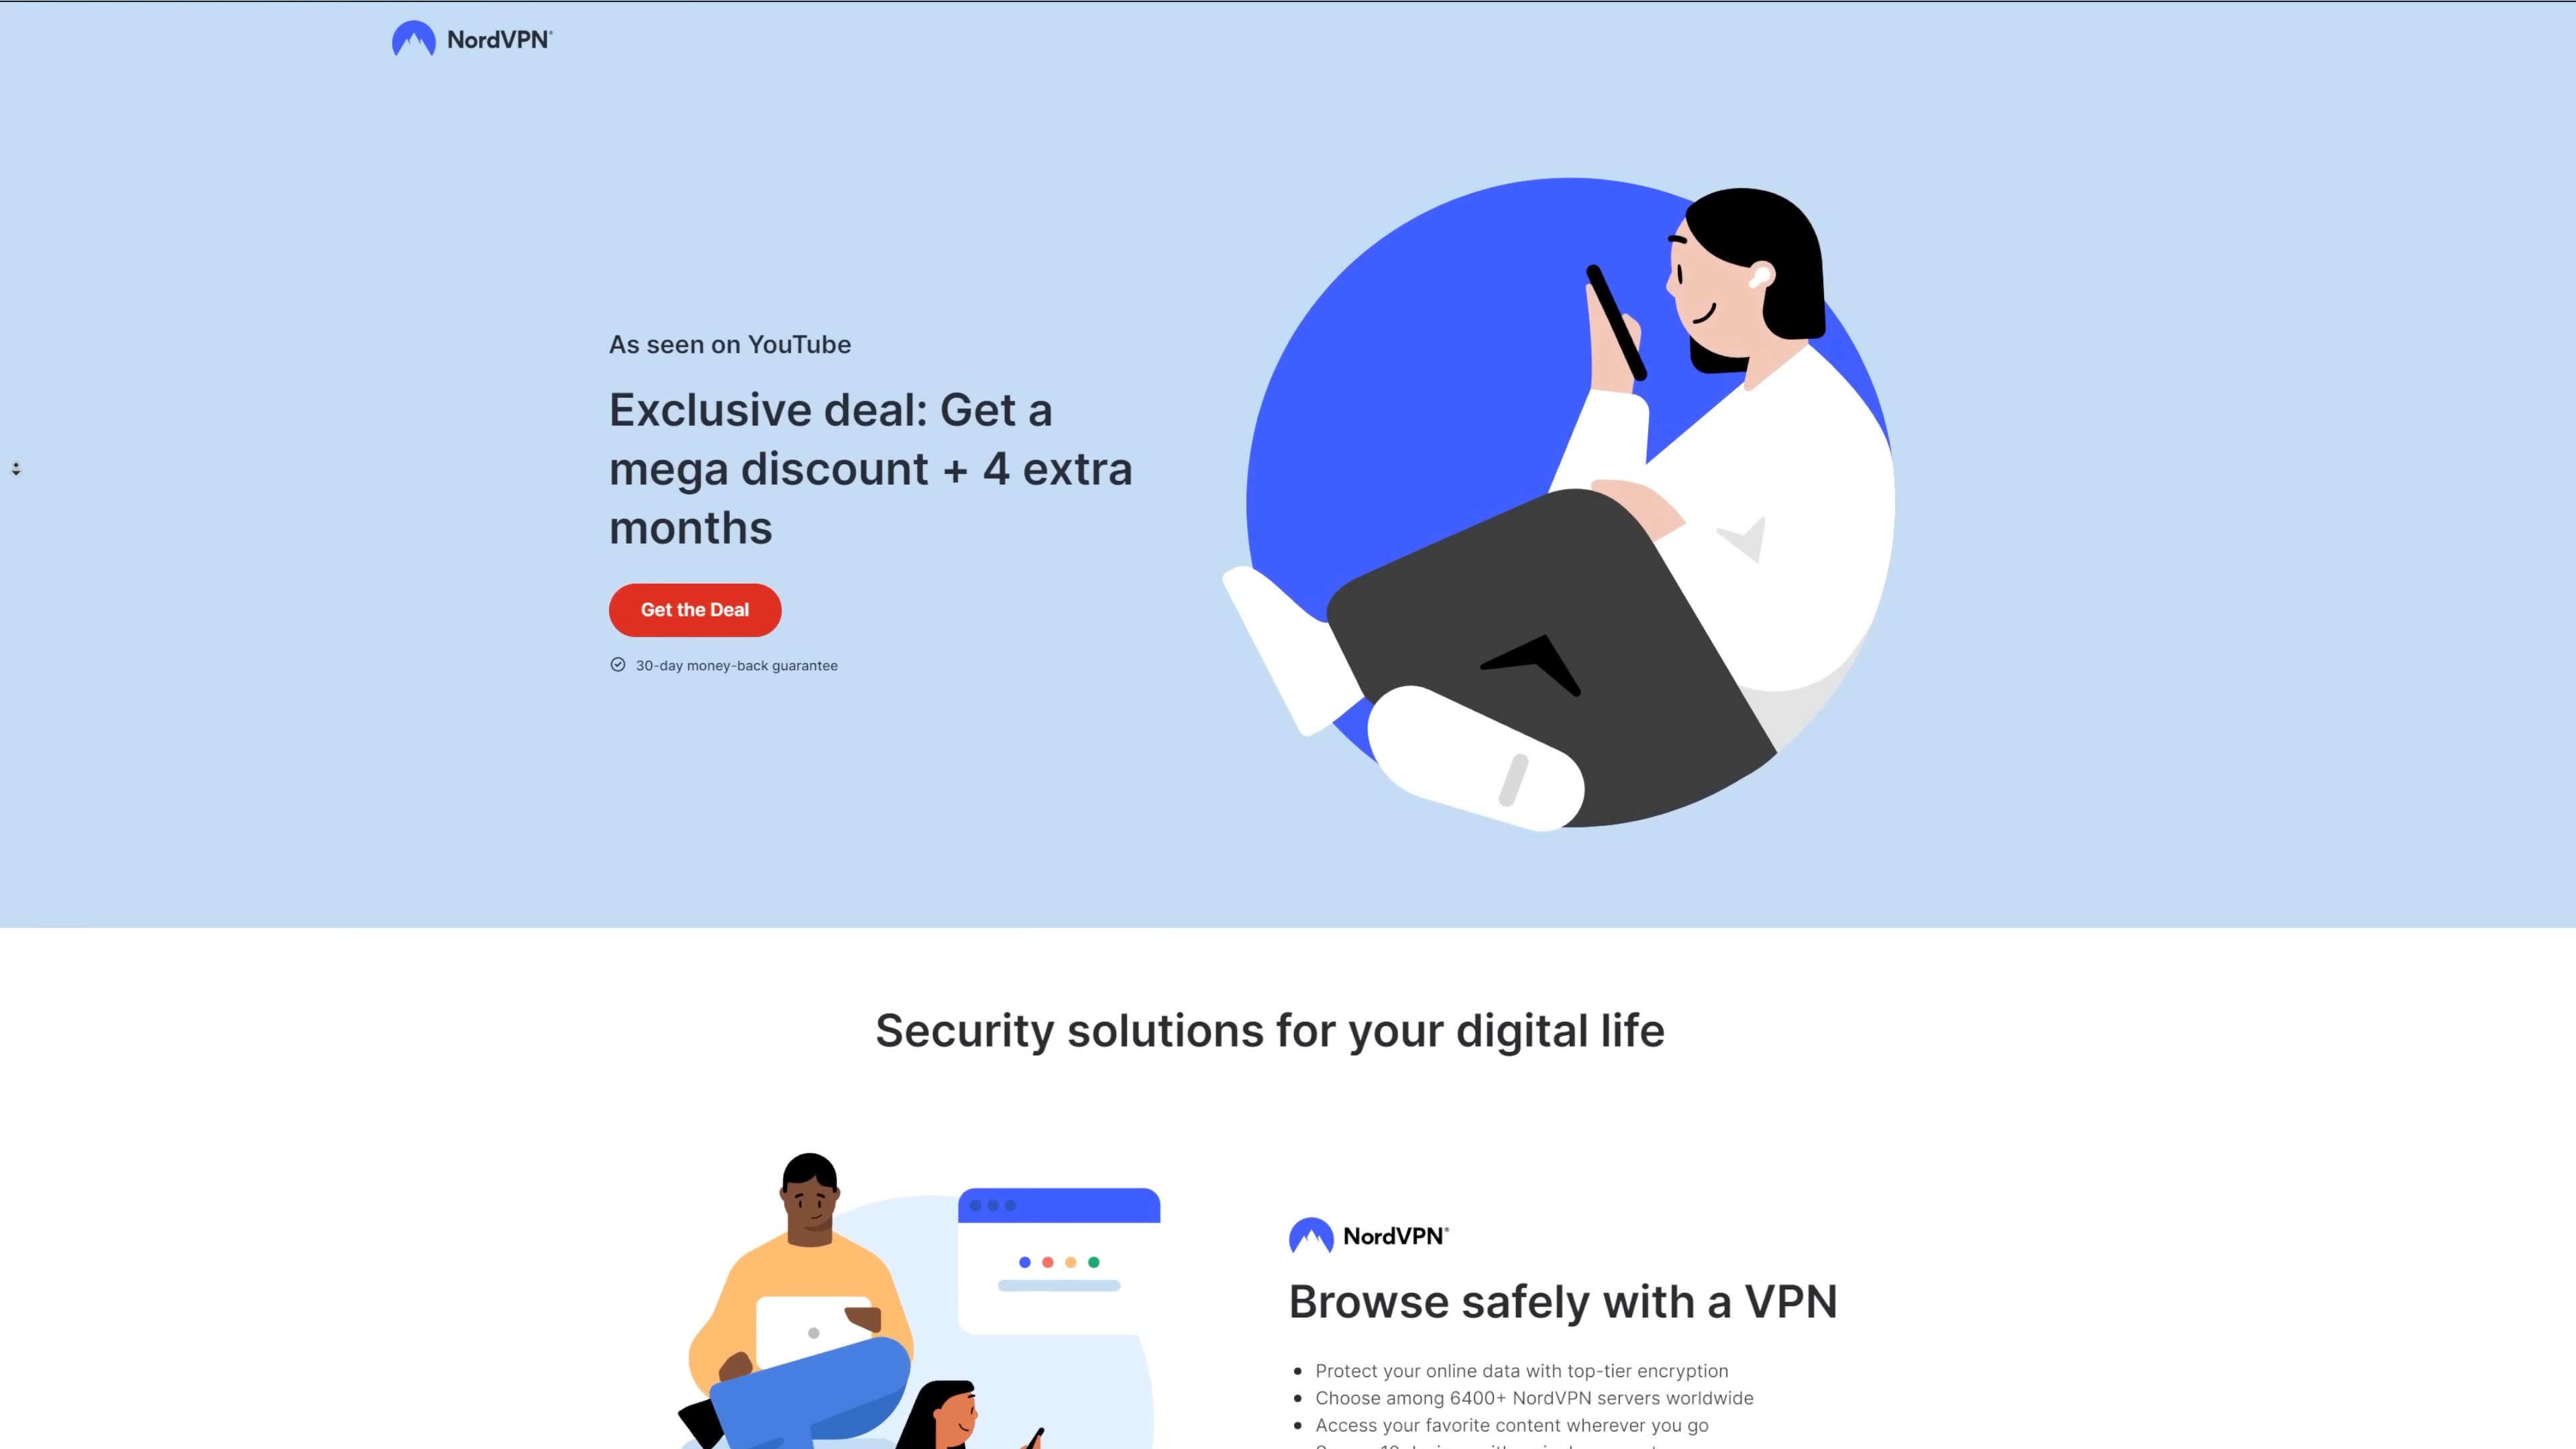 NordVPN®
As seen on YouTube
Exclusive deal: Get a
mega discount + 4 extra
months
Get the Deal
30-day money-back guarantee
Security solutions for your digital life
NordVPN®
Browse safely with a VPN
Protect your online data with top-tier encryption
Choose among 6400+ NordVPN servers worldwide
Access your favorite content wherever you go